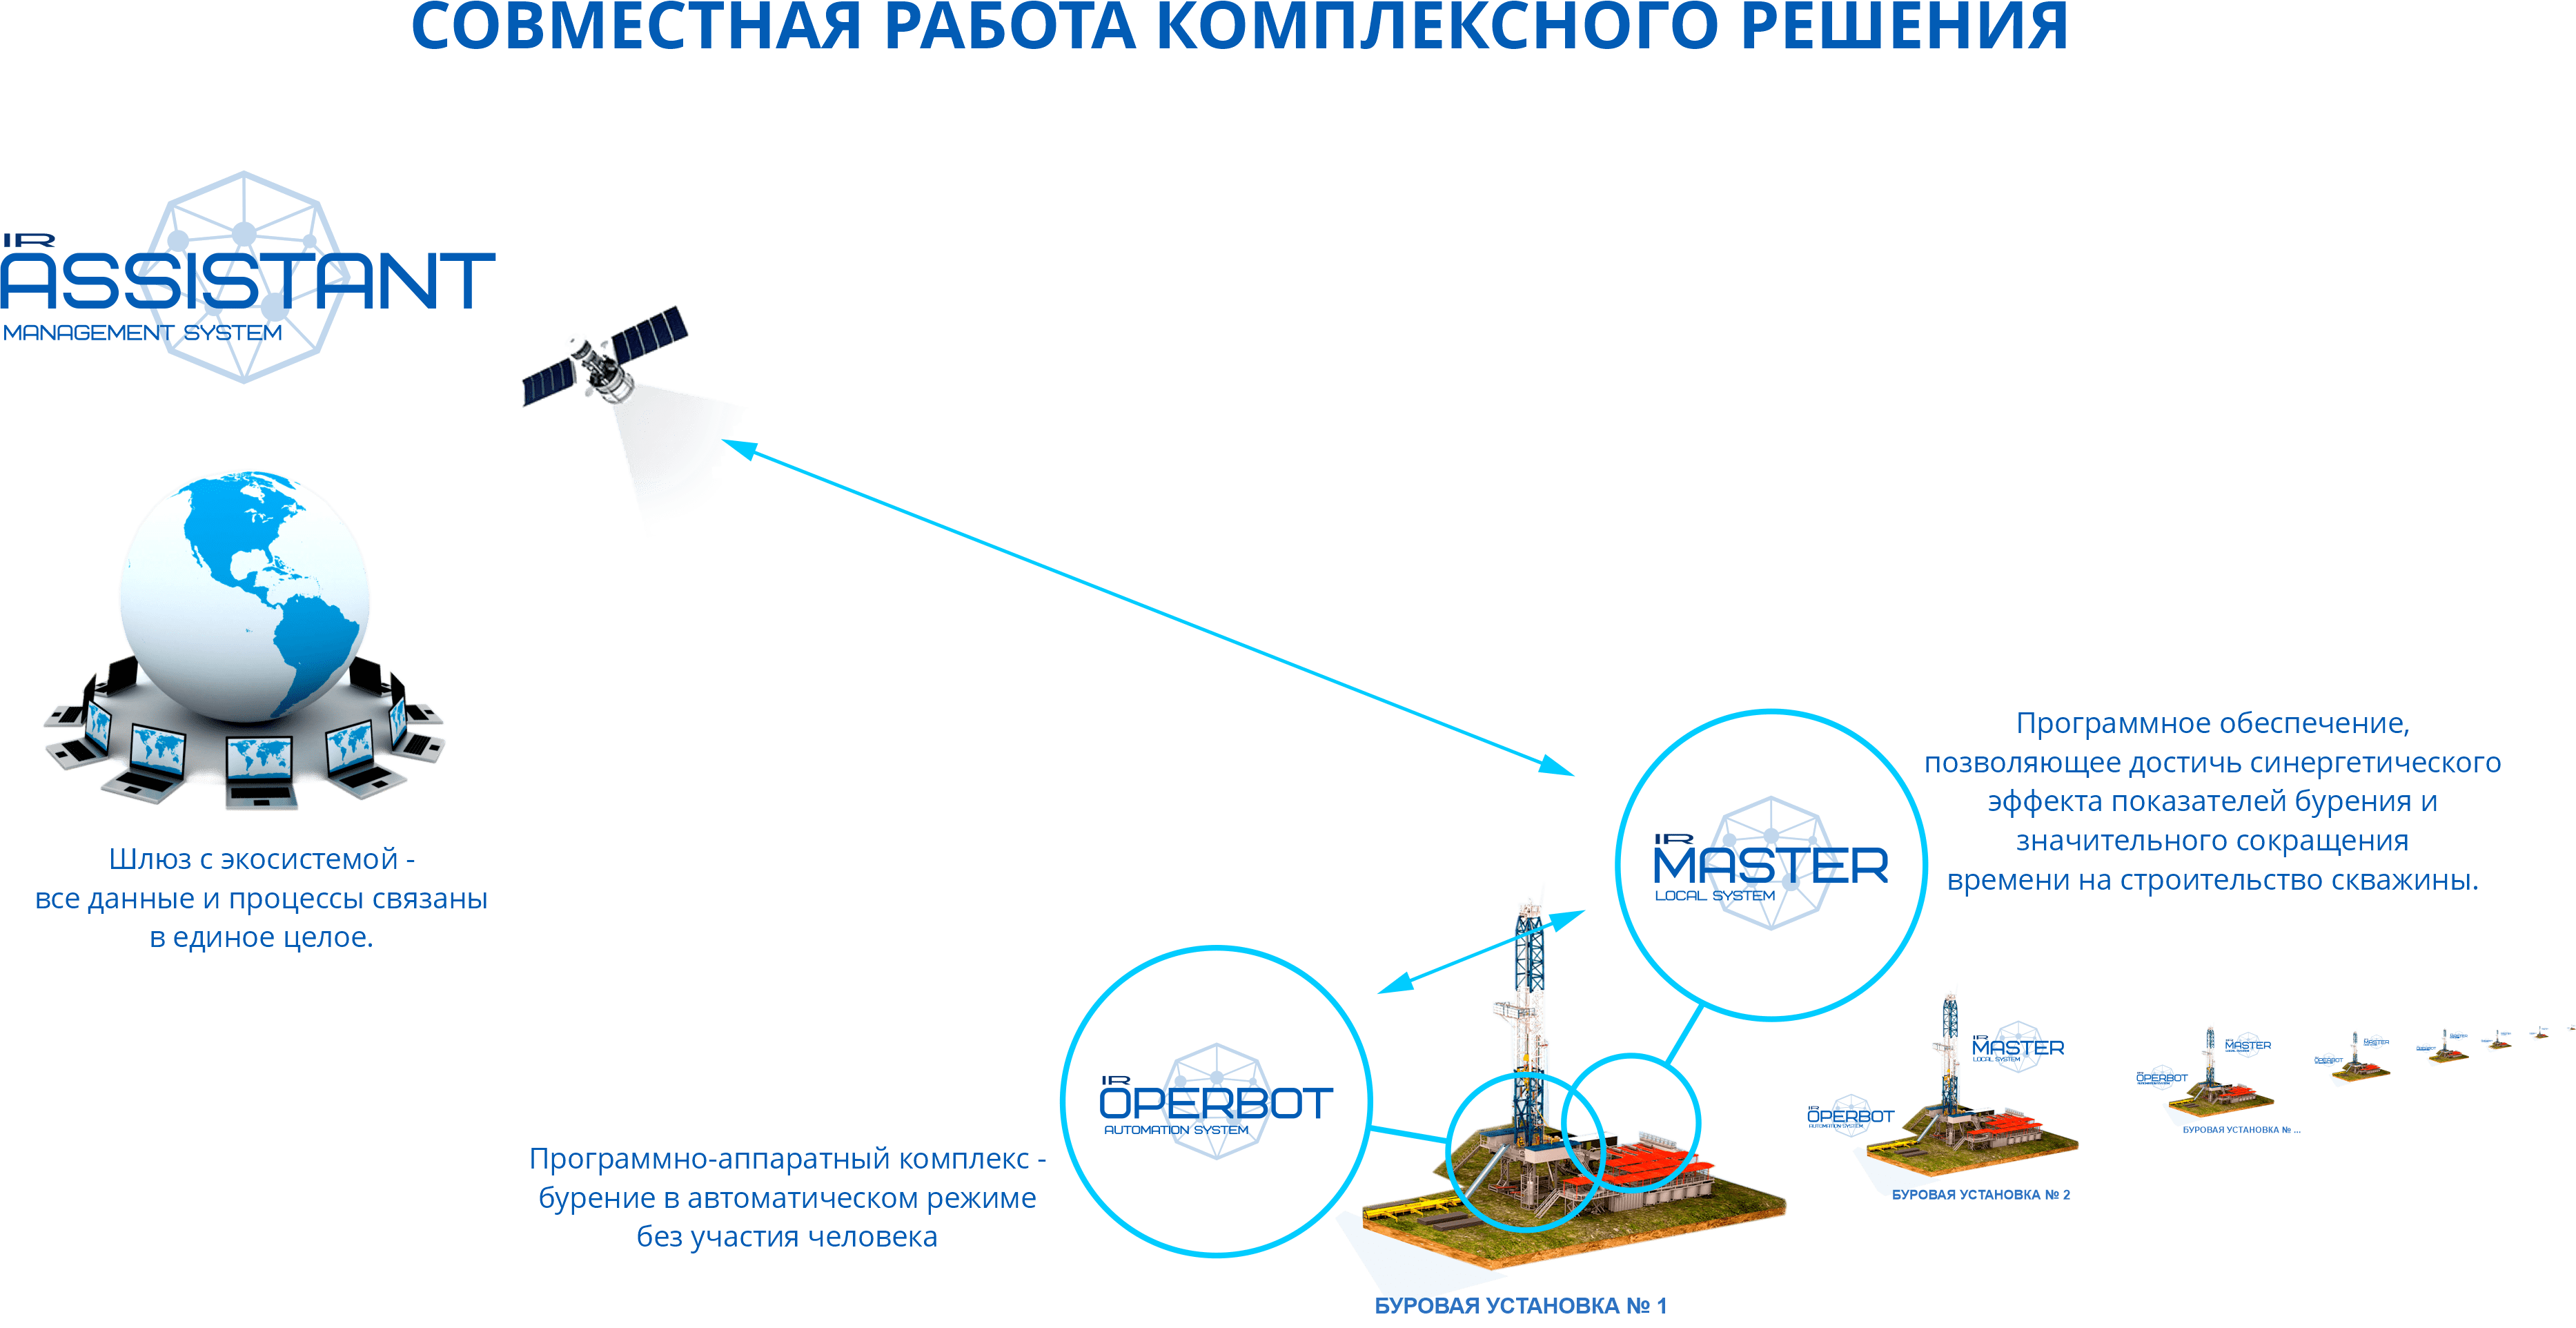 СОВМЕСТНАЯ РАБОТА КОМПЛЕКСНОГО РЕШЕНИЯ
IR
ASSISTANT
MANAGEMENT SYSTEM
Шлюз с экосистемой -
все данные и процессы связаны
в единое целое.
IR
MASTER
LOCAL SYSTEM
Программное обеспечение,
позволяющее достичь синергетического
эффекта показателей бурения и
значительного сокращения
времени на строительство скважины.
IR
OPERBOT
AUTOMATION SYSTEM
Программно-аппаратный комплекс -
бурение в автоматическом режиме
без участия человека
БУРОВАЯ УСТАНОВКА № 1
IR
MASTER
LOCAL SYSTEM
IR
OPERBOT
AUTOMATION SYSTEM
БУРОВАЯ УСТАНОВКА № 2
MASTER
OPERBOT
БУРОВАЯ УСТАНОВКА № ...
MASTER
OPERBOT